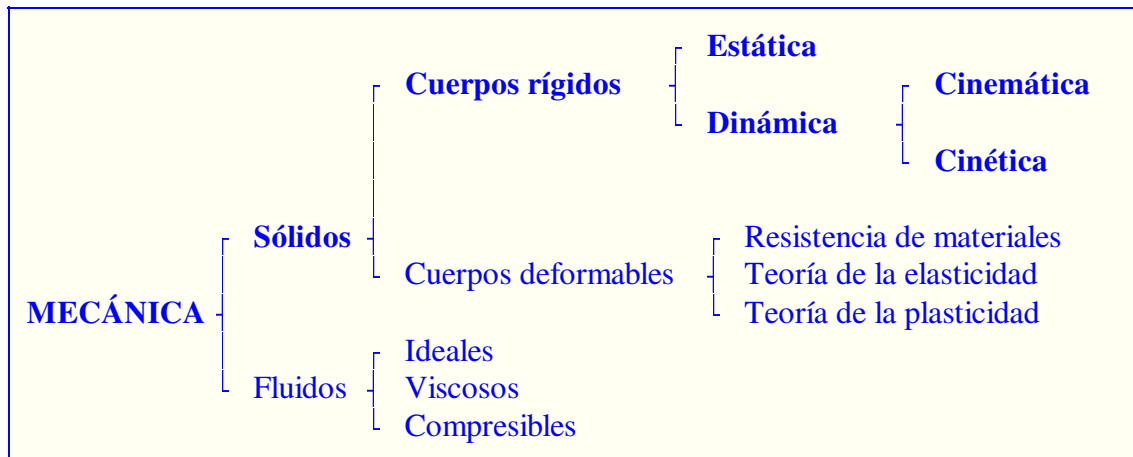 Estática
Cuerpos rígidos
Cinemática
Dinámica
Cinética
Sólidos
Resistencia de materiales
Cuerpos deformables
Teoría de la elasticidad
MECÁNICA
Teoría de la plasticidad
Ideales
Fluidos
Viscosos
Compresibles